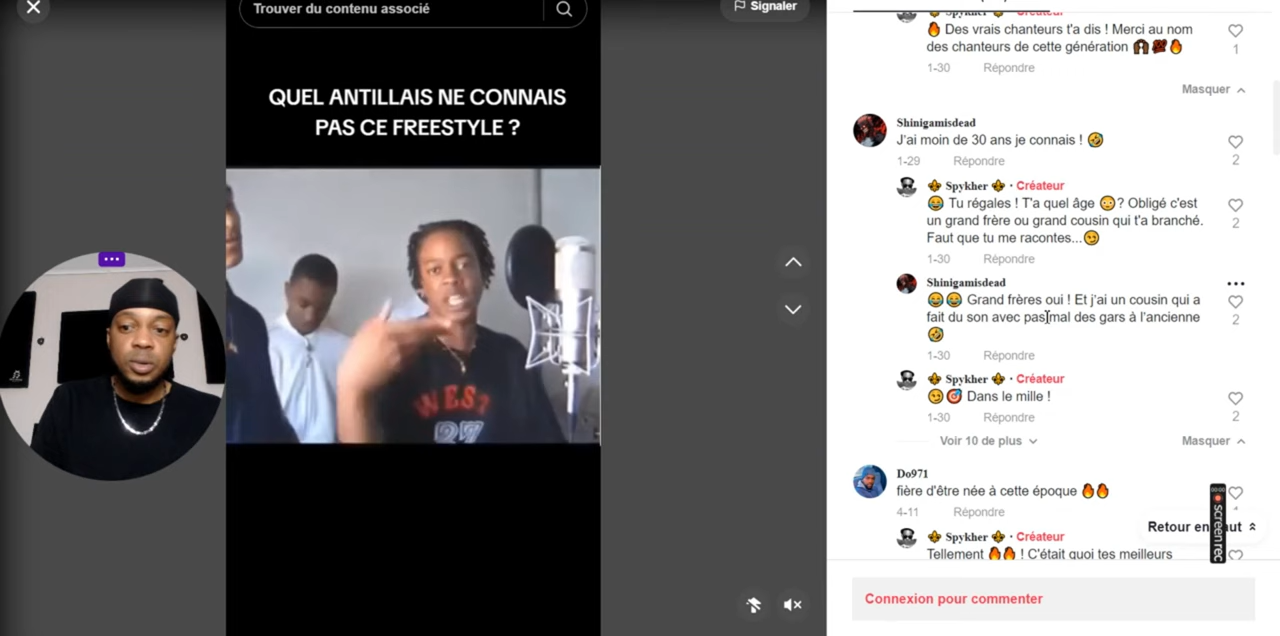 Trouver du contenu associé
Signaler
QUEL ANTILLAIS NE CONNAIS
PAS CE FREESTYLE ?
WEST
27
Spykher · Créateur
🔥 Des vrais chanteurs t'a dis ! Merci au nom
des chanteurs de cette génération 🙌🏿💯🔥
1
1-30 Répondre
Masquer
Shinigamisdead
J'ai moin de 30 ans je connais ! 🤣
1-29 Répondre
2
⚜️ Spykher ⚜️ · Créateur
😂 Tu régales ! T'a quel âge 😳? Obligé c'est
un grand frère ou grand cousin qui t'a branché.
Faut que tu me racontes...😏
2
1-30 Répondre
Shinigamisdead
😂😂 Grand frères oui ! Et j'ai un cousin qui a
fait du son avec pas mal des gars à l'ancienne
🤣
2
1-30 Répondre
⚜️ Spykher ⚜️ · Créateur
😏🎯 Dans le mille !
2
1-30 Répondre
Voir 10 de plus
Masquer
Do971
fière d'être née à cette époque 🔥🔥
4-11 Répondre
Retour en haut
⚜️ Spykher ⚜️ · Créateur
Tellement 🔥🔥 ! C'était quoi tes meilleurs
screenrec
Connexion pour commenter